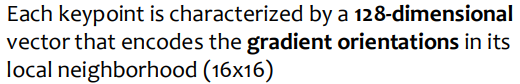 Each keypoint is characterized by a 128-dimensional
vector that encodes the gradient orientations in its
local neighborhood (16x16)